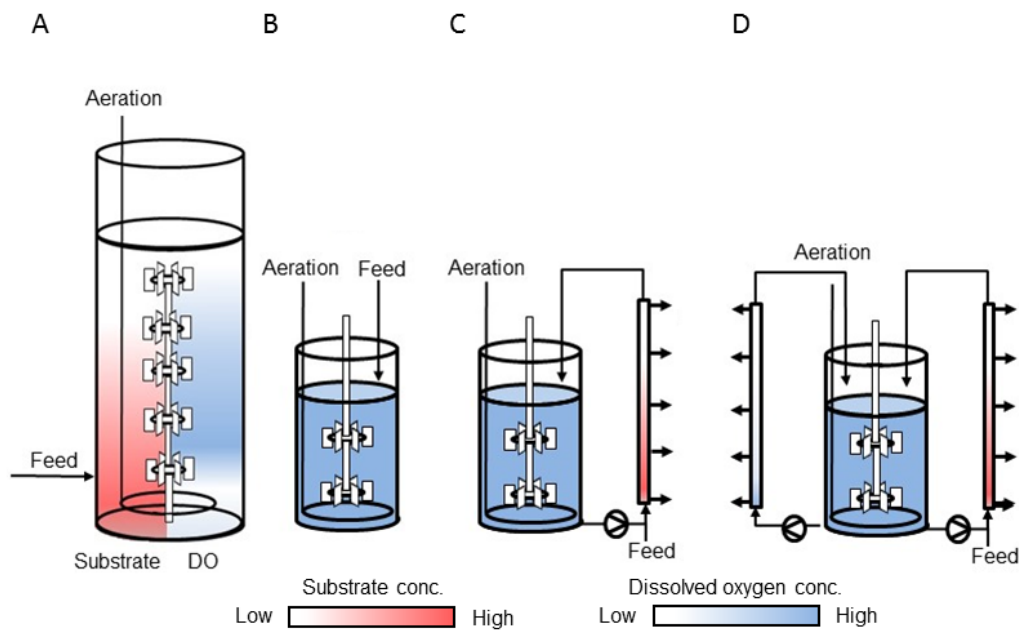 A
B
C
D
Aeration
Feed
Substrate
DO
Aeration
Feed
Aeration
Feed
Aeration
Feed
Substrate conc.
Low
High
Dissolved oxygen conc.
Low
High